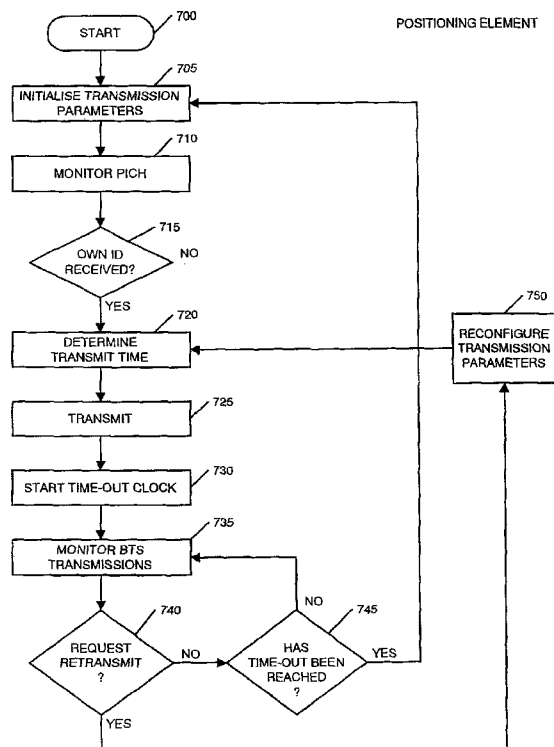 700
START
POSITIONING ELEMENT
705
INITIALISE TRANSMISSION
PARAMETERS
710
MONITOR PICH
715
OWN ID
RECEIVED?
NO
YES
720
DETERMINE
TRANSMIT TIME
750
RECONFIGURE
TRANSMISSION
PARAMETERS
725
TRANSMIT
730
START TIME-OUT CLOCK
735
MONITOR BTS
TRANSMISSIONS
740
REQUEST
RETRANSMIT
?
NO
YES
NO
745
HAS
TIME-OUT BEEN
REACHED
?
YES